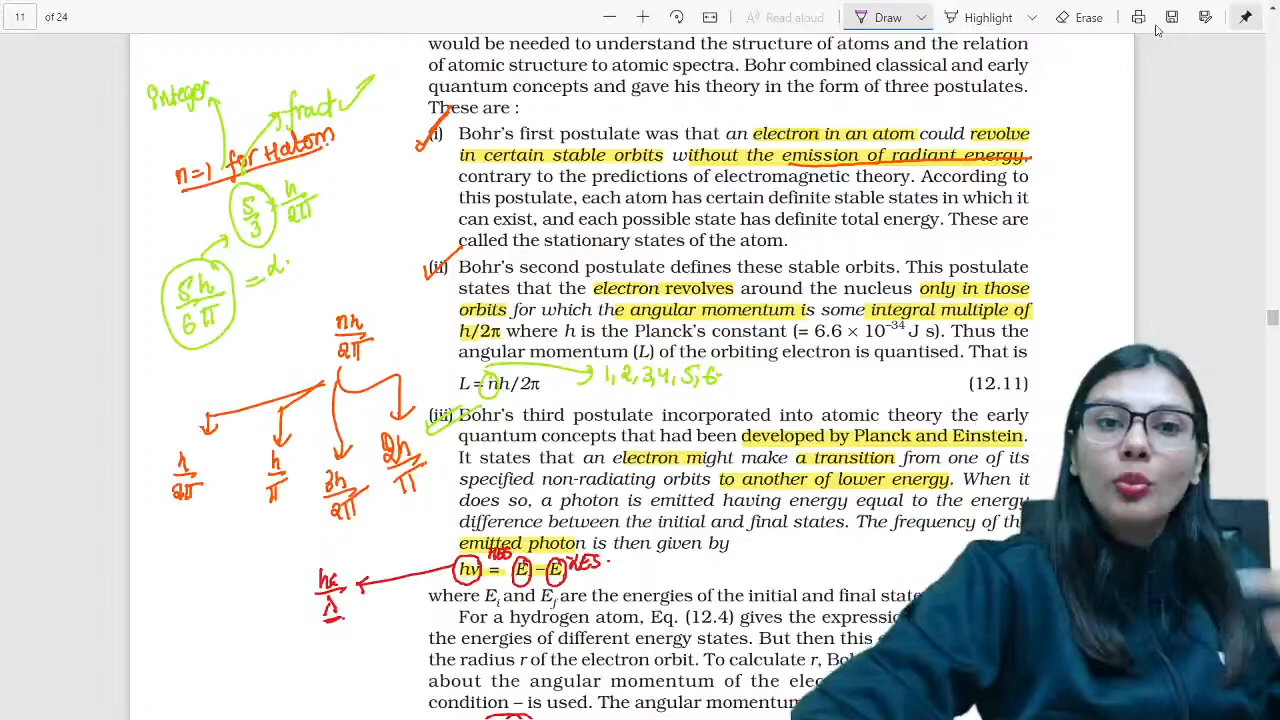 11 of 24
Read aloud
Draw
Highlight
Erase
would be needed to understand the structure of atoms and the relation
of atomic structure to atomic spectra. Bohr combined classical and early
quantum concepts and gave his theory in the form of three postulates.
These are :
(i) Bohr's first postulate was that an electron in an atom could revolve
in certain stable orbits without the emission of radiant energy,
contrary to the predictions of electromagnetic theory. According to
this postulate, each atom has certain definite stable states in which it
can exist, and each possible state has definite total energy. These are
called the stationary states of the atom.
(ii) Bohr's second postulate defines these stable orbits. This postulate
states that the electron revolves around the nucleus only in those
orbits for which the angular momentum is some integral multiple of
h/2π where h is the Planck's constant (= 6.6 × 10⁻³⁴ J s). Thus the
angular momentum (L) of the orbiting electron is quantised. That is
L = nh/2π (12.11)
1, 2, 3, 4, 5, 6
(iii) Bohr's third postulate incorporated into atomic theory the early
quantum concepts that had been developed by Planck and Einstein.
It states that an electron might make a transition from one of its
specified non-radiating orbits to another of lower energy. When it
does so, a photon is emitted having energy equal to the energy
difference between the initial and final states. The frequency of the
emitted photon is then given by
hν = E – E
HES
where Ei and Ef are the energies of the initial and final
For a hydrogen atom, Eq. (12.4) gives the
the energies of different energy states. But then this
the radius r of the electron orbit. To calculate r,
about the angular momentum of the
condition – is used. The angular
Integer
fract
n=1 for H atom
5/3 h/2π
5h/6π = L
nh/2π
h/2π
h/π
3h/2π
2h/π